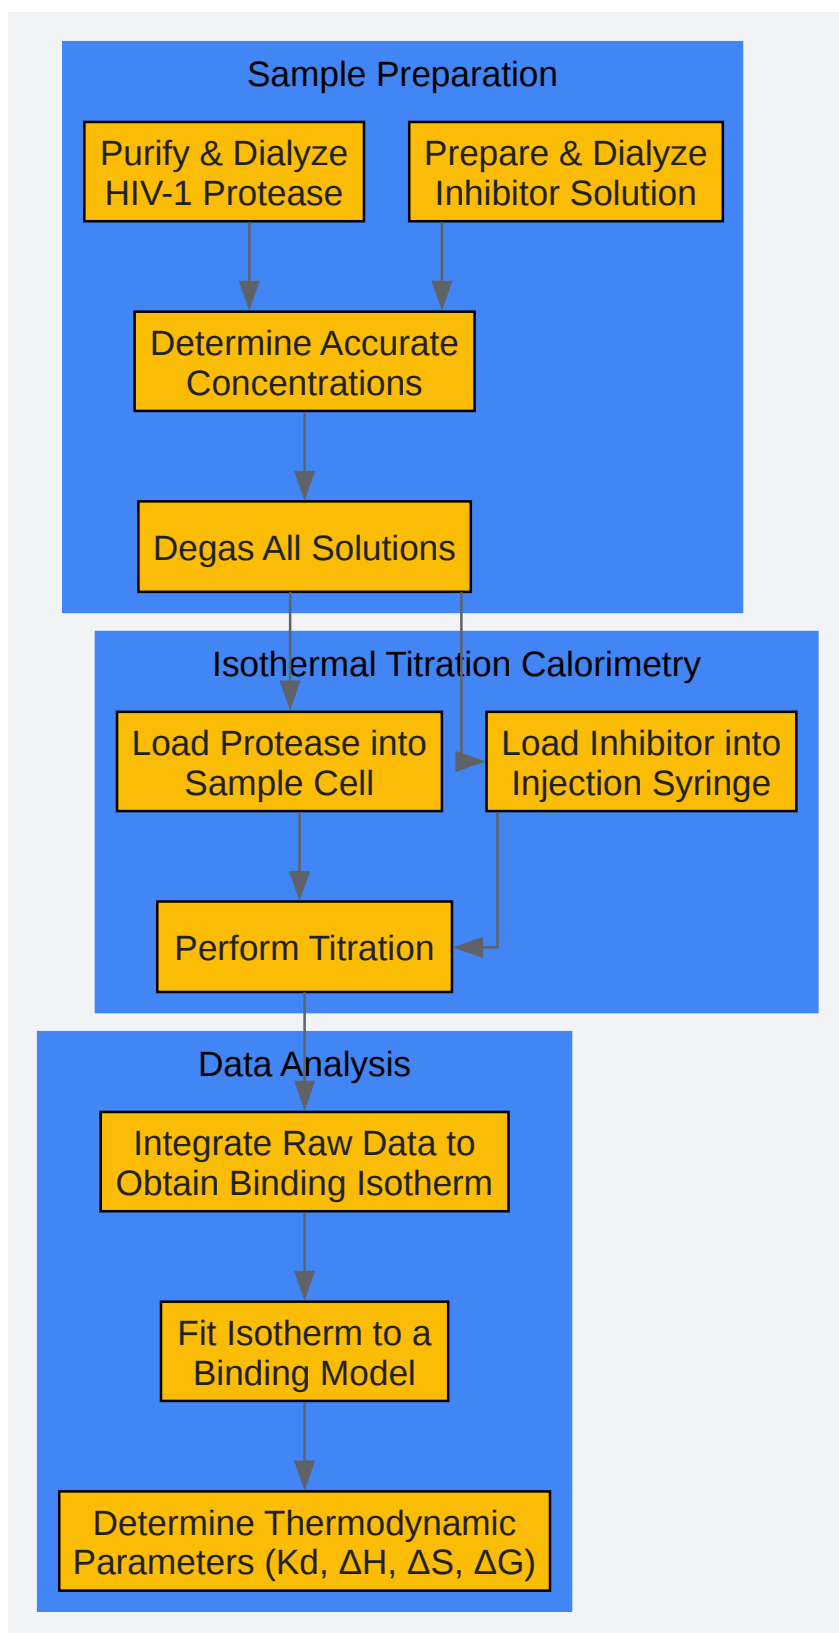 Sample Preparation
Purify & Dialyze
HIV-1 Protease
Prepare & Dialyze
Inhibitor Solution
Determine Accurate
Concentrations
Degas All Solutions
Isothermal Titration Calorimetry
Load Protease into
Sample Cell
Load Inhibitor into
Injection Syringe
Perform Titration
Data Analysis
Integrate Raw Data to
Obtain Binding Isotherm
Fit Isotherm to a
Binding Model
Determine Thermodynamic
Parameters (Kd, ΔH, ΔS, ΔG)